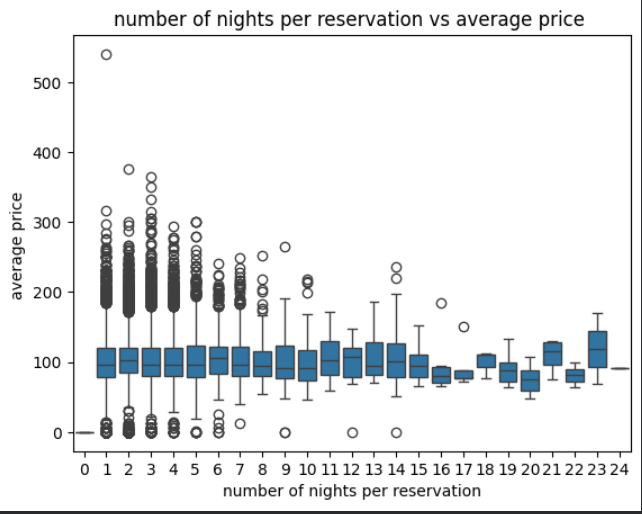 number of nights per reservation vs average price
500
400
300
200
100
0
average price
0 1 2 3 4 5 6 7 8 9 10 11 12 13 14 15 16 17 18 19 20 21 22 23 24
number of nights per reservation